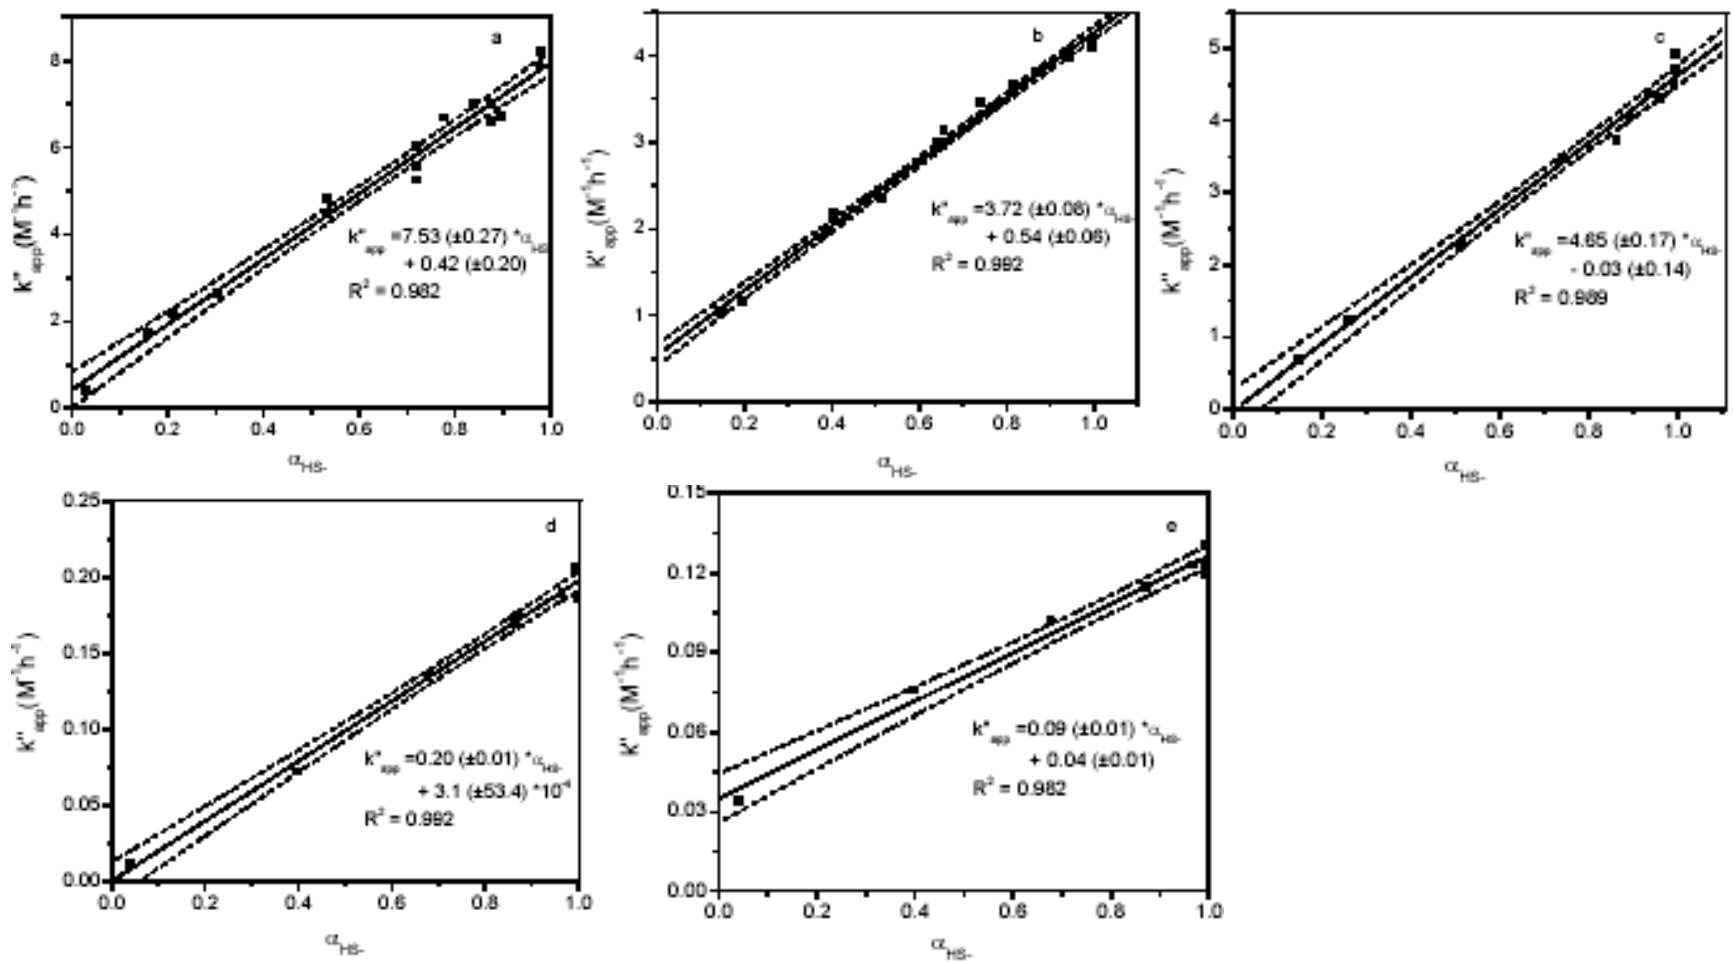 a
k"app(M⁻¹h⁻¹)
8
6
4
2
0
k"app =7.53 (±0.27) *αHS
+ 0.42 (±0.20)
R² = 0.982
0.0 0.2 0.4 0.6 0.8 1.0
αHS-
b
k"app(M⁻¹h⁻¹)
4
3
2
1
0
k"app =3.72 (±0.08) *αHS-
+ 0.54 (±0.06)
R² = 0.992
0.0 0.2 0.4 0.6 0.8 1.0
αHS-
c
k"app(M⁻¹h⁻¹)
5
4
3
2
1
0
k"app =4.65 (±0.17) *αHS-
- 0.03 (±0.14)
R² = 0.989
0.0 0.2 0.4 0.6 0.8 1.0
αHS-
d
k"app(M⁻¹h⁻¹)
0.25
0.20
0.15
0.10
0.05
0.00
k"app =0.20 (±0.01) *αHS-
+ 3.1 (±53.4) *10⁻⁴
R² = 0.992
0.0 0.2 0.4 0.6 0.8 1.0
αHS-
e
k"app(M⁻¹h⁻¹)
0.15
0.12
0.09
0.06
0.03
0.00
k"app =0.09 (±0.01) *αHS-
+ 0.04 (±0.01)
R² = 0.982
0.0 0.2 0.4 0.6 0.8 1.0
αHS-